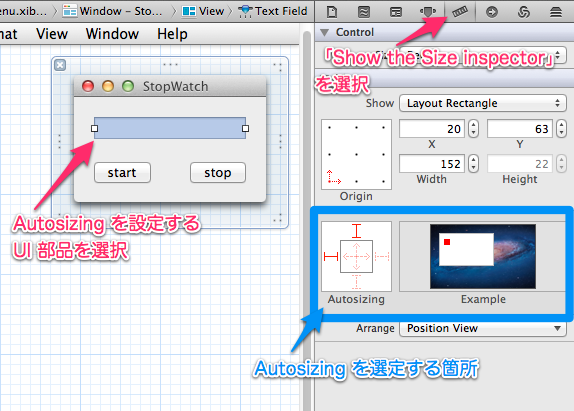 enu.xib...
Window – Sto...
View
Text Field
mat View Window Help
Control
「Show the Size inspector」
を選択
StopWatch
start stop
Autosizing を設定する
UI 部品を選択
Show Layout Rectangle
20 63
X Y
152 22
Width Height
Origin
Autosizing Example
Arrange Position View
Autosizing を選定する箇所